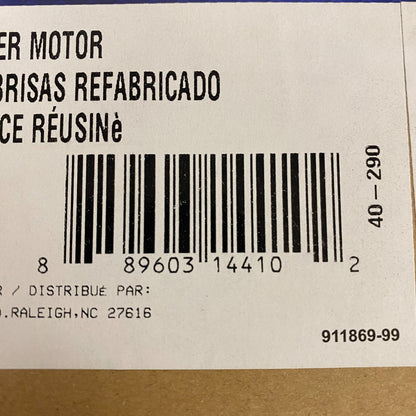 ER MOTOR
BRISAS REFABRICADO
CE RÉUSINè
8 89603 14410 2
40-290
R / DISTRIBUÉ PAR:
.RALEIGH,NC 27616
911869-99